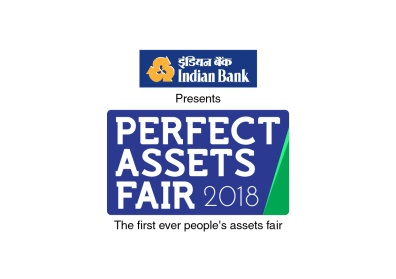 इंडियन बैंक
Indian Bank
Presents
PERFECT
ASSETS
FAIR 2018
The first ever people's assets fair